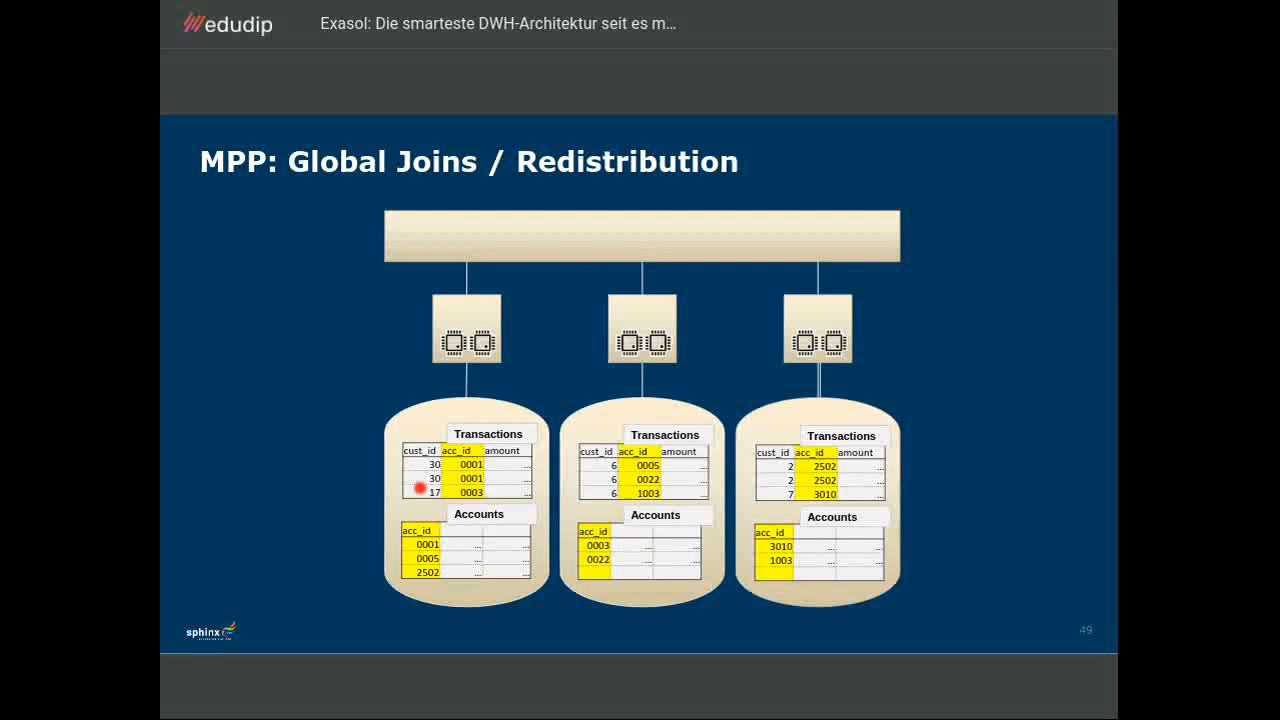 edudip
Exasol: Die smarteste DWH-Architektur seit es m…
MPP: Global Joins / Redistribution
Transactions
cust_id acc_id amount
30 0001 ...
30 0001 ...
17 0003 ...
Accounts
acc_id
0001 ... ...
0005 ... ...
2502 ... ...
Transactions
cust_id acc_id amount
6 0005 ...
6 0022 ...
6 1003 ...
Accounts
acc_id
0003 ... ...
0022 ... ...
Transactions
cust_id acc_id amount
2 2502 ...
2 2502 ...
7 3010 ...
Accounts
acc_id
3010 ... ...
1003 ... ...
sphinx
49